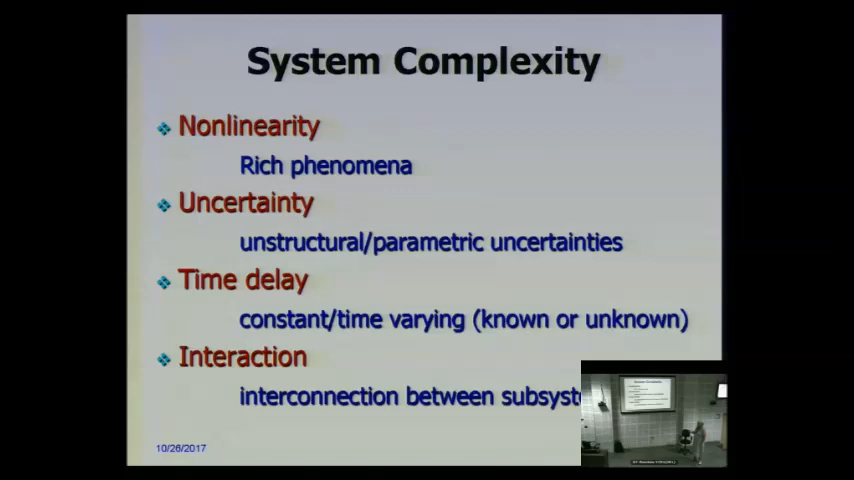 System Complexity
Nonlinearity
Rich phenomena
Uncertainty
unstructural/parametric uncertainties
Time delay
constant/time varying (known or unknown)
Interaction
interconnection between subsyst
10/26/2017